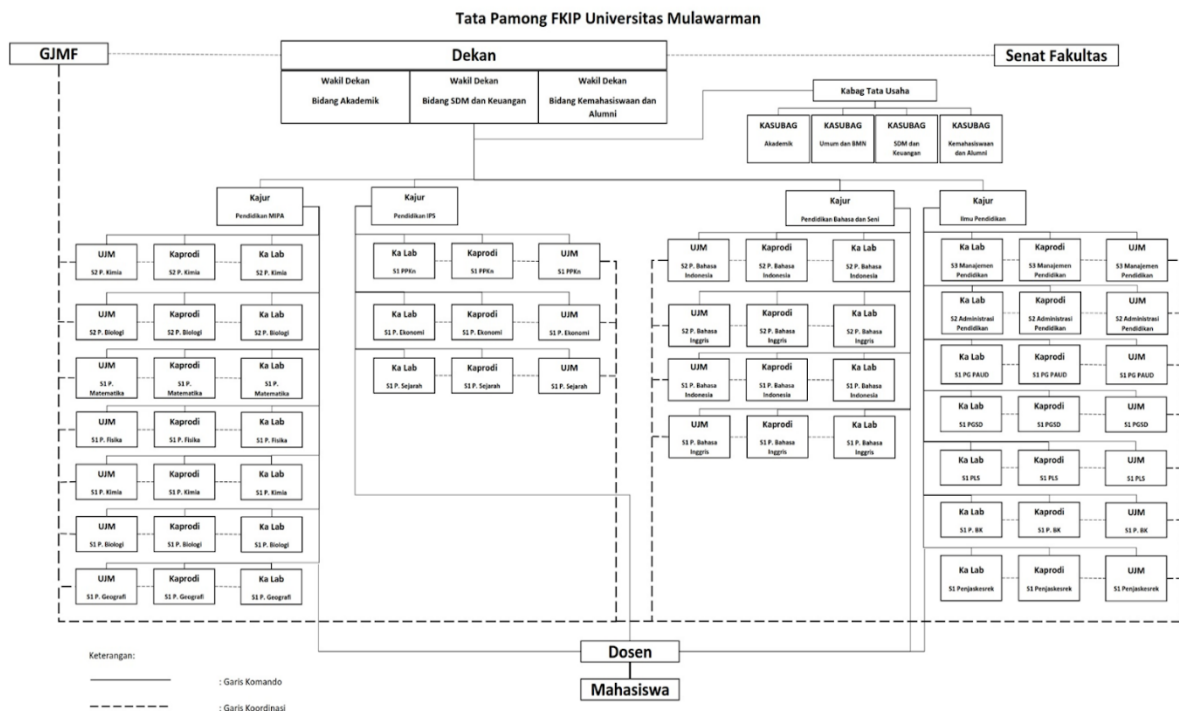 Tata Pamong FKIP Universitas Mulawarman
GJMF
Dekan
Senat Fakultas
Wakil Dekan
Bidang Akademik
Wakil Dekan
Bidang SDM dan Keuangan
Wakil Dekan
Bidang Kemahasiswaan dan
Alumni
Kabag Tata Usaha
KASUBAG
Akademik
KASUBAG
Umum dan BMN
KASUBAG
SDM dan
Keuangan
KASUBAG
Kemahasiswaan
dan Alumni
Kajur
Pendidikan MIPA
Kajur
Pendidikan IPS
Kajur
Pendidikan Bahasa dan Seni
Kajur
Ilmu Pendidikan
UJM
S2 P. Kimia
Kaprodi
S2 P. Kimia
Ka Lab
S2 P. Kimia
UJM
S2 P. Biologi
Kaprodi
S2 P. Biologi
Ka Lab
S2 P. Biologi
UJM
S1 P.
Matematika
Kaprodi
S1 P.
Matematika
Ka Lab
S1 P.
Matematika
UJM
S1 P. Fisika
Kaprodi
S1 P. Fisika
Ka Lab
S1 P. Fisika
UJM
S1 P. Kimia
Kaprodi
S1 P. Kimia
Ka Lab
S1 P. Kimia
UJM
S1 P. Biologi
Kaprodi
S1 P. Biologi
Ka Lab
S1 P. Biologi
UJM
S1 P. Geografi
Kaprodi
S1 P. Geografi
Ka Lab
S1 P. Geografi
Ka Lab
S1 PPKn
Kaprodi
S1 PPKn
UJM
S1 PPKn
Ka Lab
S1 P. Ekonomi
Kaprodi
S1 P. Ekonomi
UJM
S1 P. Ekonomi
Ka Lab
S1 P. Sejarah
Kaprodi
S1 P. Sejarah
UJM
S1 P. Sejarah
UJM
S2 P. Bahasa
Indonesia
Kaprodi
S2 P. Bahasa
Indonesia
Ka Lab
S2 P. Bahasa
Indonesia
UJM
S2 P. Bahasa
Inggris
Kaprodi
S2 P. Bahasa
Inggris
Ka Lab
S2 P. Bahasa
Inggris
UJM
S1 P. Bahasa
Indonesia
Kaprodi
S1 P. Bahasa
Indonesia
Ka Lab
S1 P. Bahasa
Indonesia
UJM
S1 P. Bahasa
Inggris
Kaprodi
S1 P. Bahasa
Inggris
Ka Lab
S1 P. Bahasa
Inggris
Ka Lab
S3 Manajemen
Pendidikan
Kaprodi
S3 Manajemen
Pendidikan
UJM
S3 Manajemen
Pendidikan
Ka Lab
S2 Administrasi
Pendidikan
Kaprodi
S2 Administrasi
Pendidikan
UJM
S2 Administrasi
Pendidikan
Ka Lab
S1 PG PAUD
Kaprodi
S1 PG PAUD
UJM
S1 PG PAUD
Ka Lab
S1 PGSD
Kaprodi
S1 PGSD
UJM
S1 PGSD
Ka Lab
S1 PLS
Kaprodi
S1 PLS
UJM
S1 PLS
Ka Lab
S1 P. BK
Kaprodi
S1 P. BK
UJM
S1 P. BK
Ka Lab
S1 Penjaskesrek
Kaprodi
S1 Penjaskesrek
UJM
S1 Penjaskesrek
Dosen
Mahasiswa
Keterangan:
: Garis Komando
: Garis Koordinasi